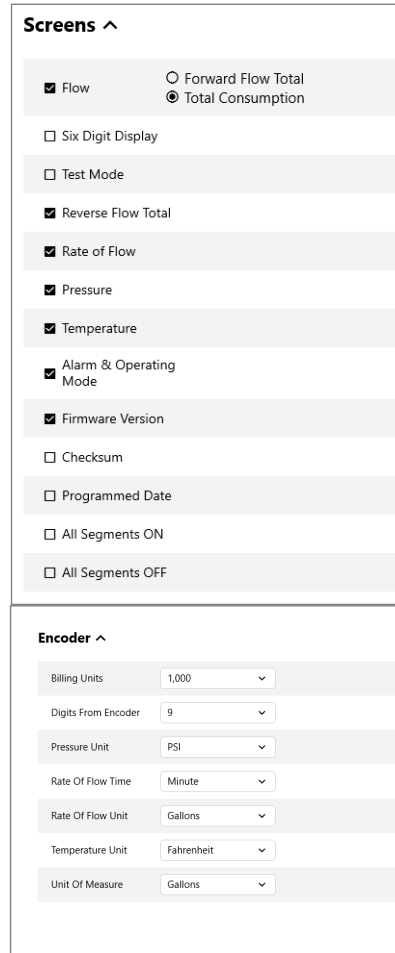 Screens
Flow
Forward Flow Total
Total Consumption
Six Digit Display
Test Mode
Reverse Flow Total
Rate of Flow
Pressure
Temperature
Alarm & Operating
Mode
Firmware Version
Checksum
Programmed Date
All Segments ON
All Segments OFF
Encoder
Billing Units 1,000
Digits From Encoder 9
Pressure Unit PSI
Rate Of Flow Time Minute
Rate Of Flow Unit Gallons
Temperature Unit Fahrenheit
Unit Of Measure Gallons